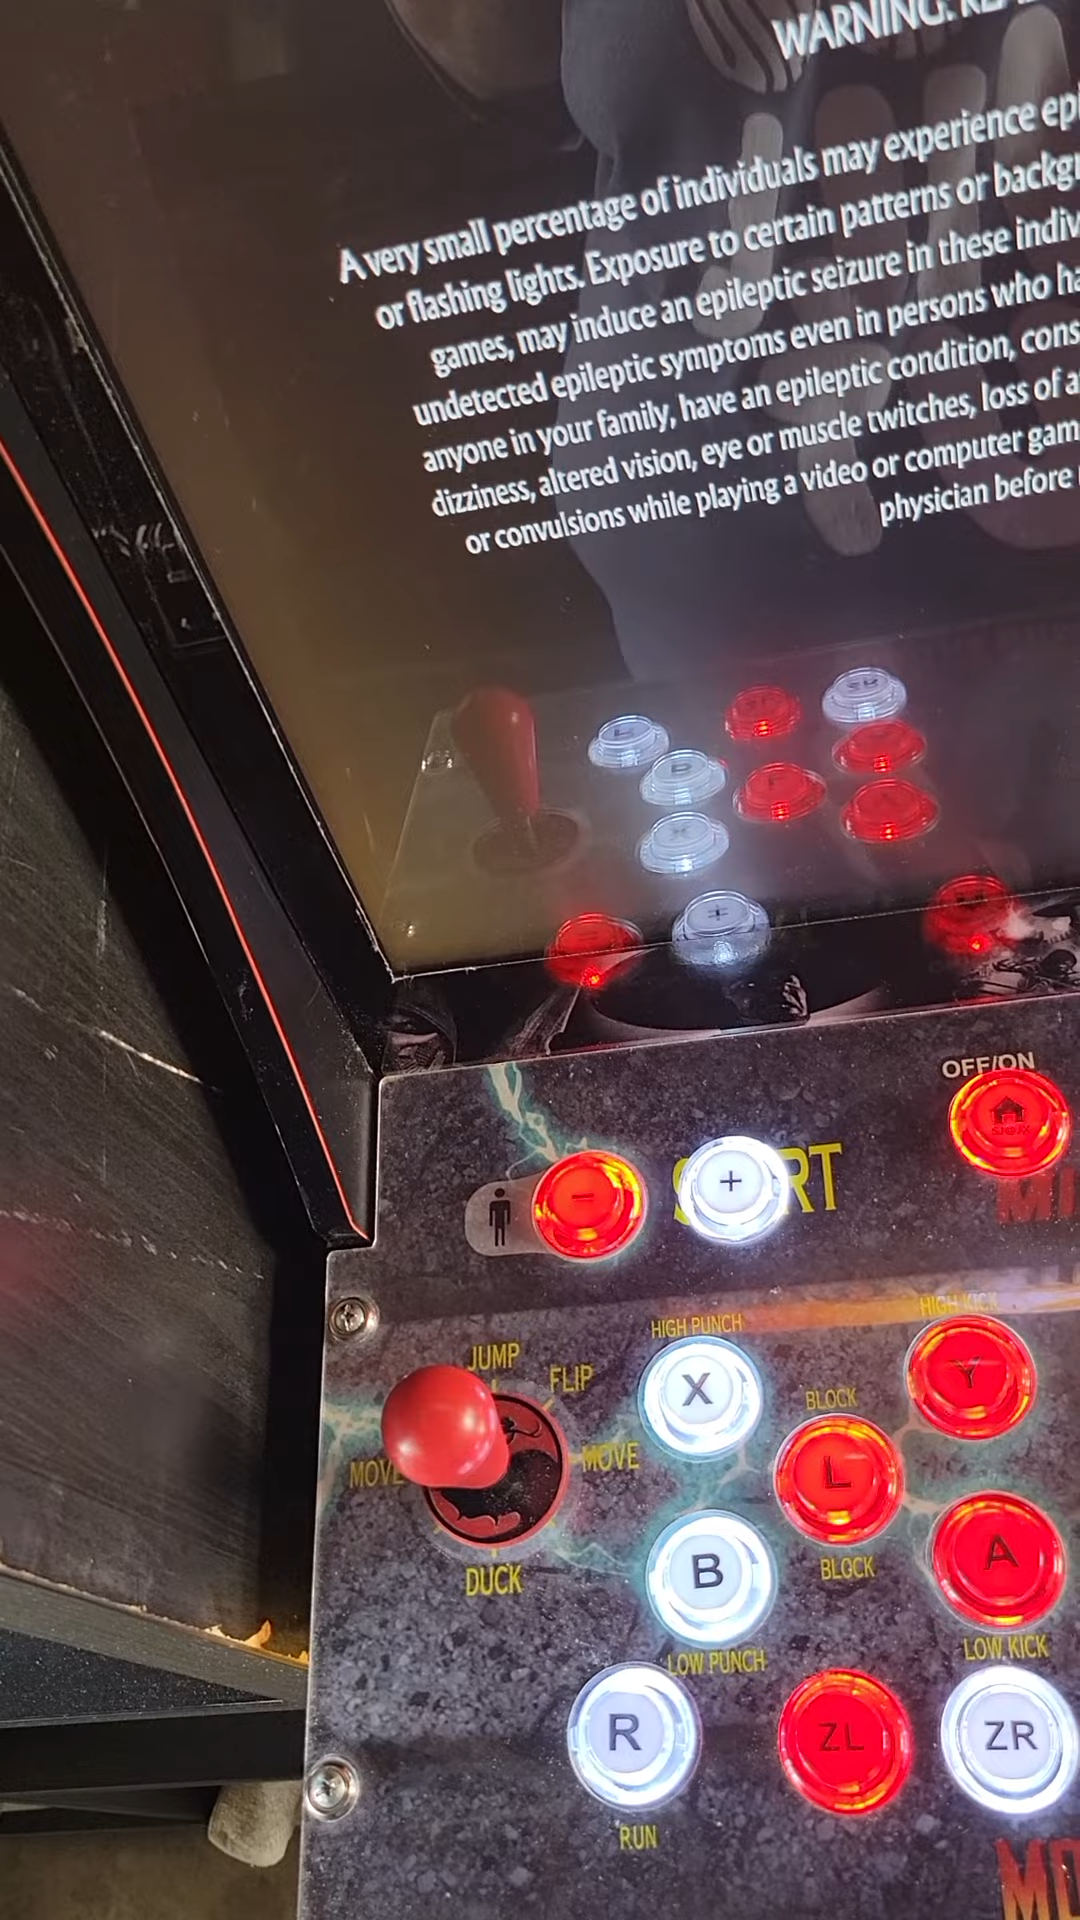 WARNING: READ
A very small percentage of individuals may experience epi
or flashing lights. Exposure to certain patterns or backgr
games, may induce an epileptic seizure in these indiv
undetected epileptic symptoms even in persons who ha
anyone in your family, have an epileptic condition, cons
dizziness, altered vision, eye or muscle twitches, loss of a
or convulsions while playing a video or computer gam
physician before
OFF/ON
START
- +
HIGH PUNCH
HIGH KICK
JUMP
FLIP
X
Y
BLOCK
MOVE
MOVE
L
DUCK
B
BLOCK
A
LOW PUNCH
LOW KICK
R
ZL
ZR
RUN
MO